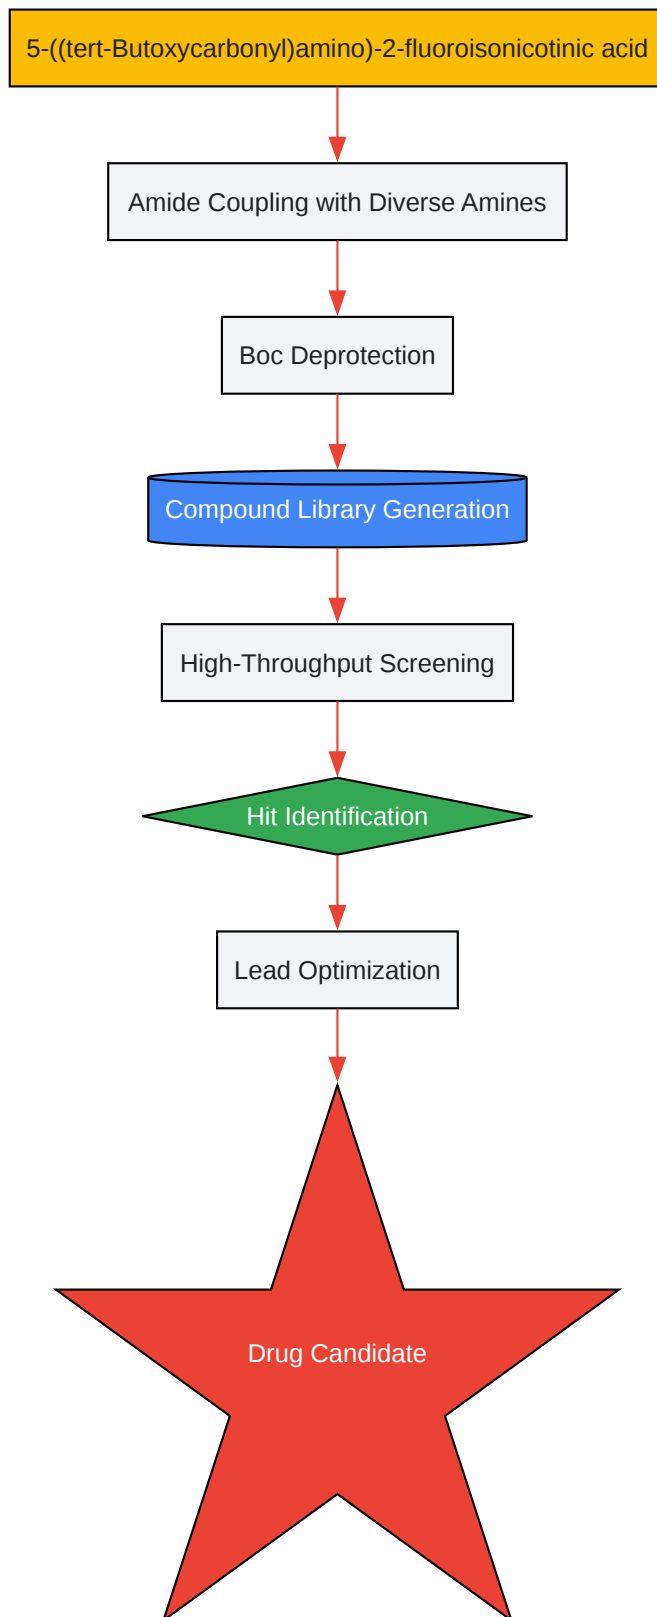 5-((tert-Butoxycarbonyl)amino)-2-fluoroisonicotinic acid
Amide Coupling with Diverse Amines
Boc Deprotection
Compound Library Generation
High-Throughput Screening
Hit Identification
Lead Optimization
Drug Candidate